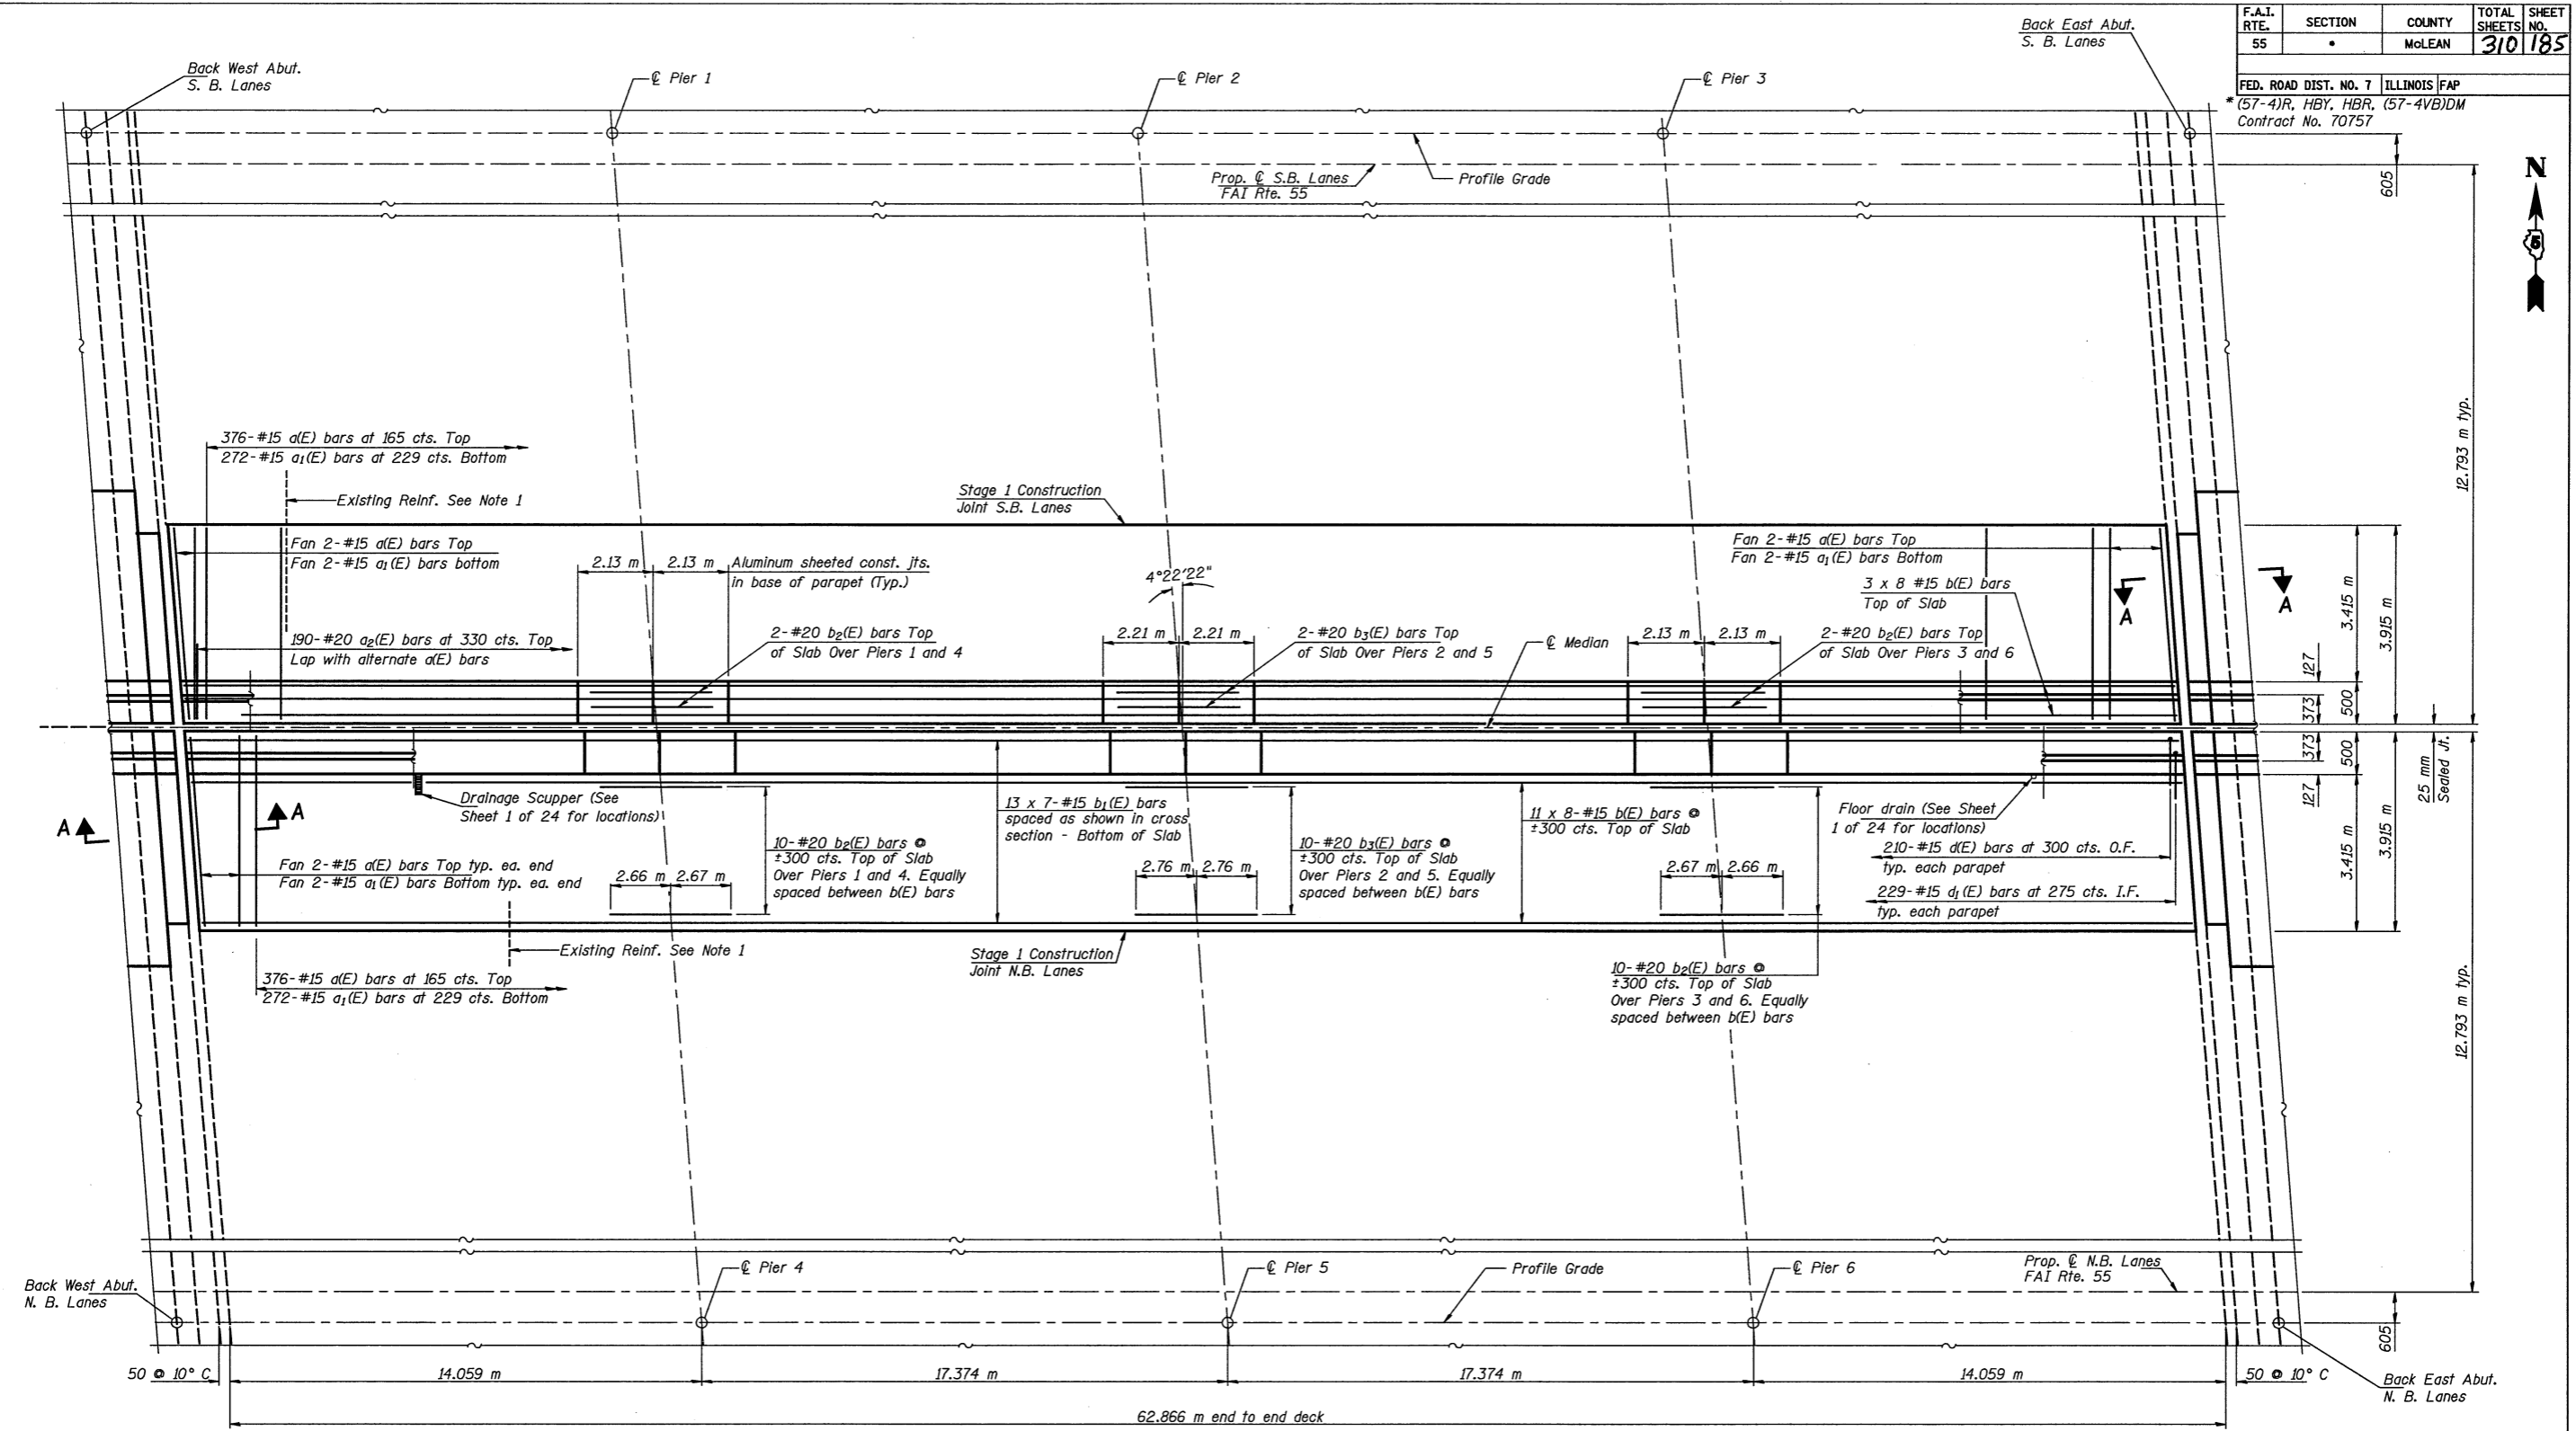 F.A.I. RTE. SECTION COUNTY TOTAL SHEETS SHEET NO.
55 * McLEAN 310 185
FED. ROAD DIST. NO. 7 ILLINOIS FAP
* (57-4)R, HBY, HBR, (57-4VB)DM
Contract No. 70757
Back West Abut.
S. B. Lanes
℄ Pier 1
℄ Pier 2
℄ Pier 3
Back East Abut.
S. B. Lanes
N
5
605
Prop. ℄ S.B. Lanes
FAI Rte. 55
Profile Grade
12.793 m typ.
376-#15 a(E) bars at 165 cts. Top
272-#15 a₁(E) bars at 229 cts. Bottom
Existing Reinf. See Note 1
Stage 1 Construction
Joint S.B. Lanes
Fan 2-#15 a(E) bars Top
Fan 2-#15 a₁(E) bars bottom
2.13 m
2.13 m
Aluminum sheeted const. jts.
in base of parapet (Typ.)
4°22'22"
Fan 2-#15 a(E) bars Top
Fan 2-#15 a₁(E) bars Bottom
3 x 8 #15 b(E) bars
Top of Slab
A
A
3.415 m
3.915 m
190-#20 a₂(E) bars at 330 cts. Top
Lap with alternate a(E) bars
2-#20 b₂(E) bars Top
of Slab Over Piers 1 and 4
2.21 m
2.21 m
2-#20 b₃(E) bars Top
of Slab Over Piers 2 and 5
℄ Median
2.13 m
2.13 m
2-#20 b₂(E) bars Top
of Slab Over Piers 3 and 6
127
373
500
373
500
127
25 mm
Sealed Jt.
A
A
Drainage Scupper (See
Sheet 1 of 24 for locations)
13 x 7-#15 b₁(E) bars
spaced as shown in cross
section - Bottom of Slab
11 x 8-#15 b(E) bars @
±300 cts. Top of Slab
Floor drain (See Sheet
1 of 24 for locations)
3.415 m
3.915 m
10-#20 b₂(E) bars @
±300 cts. Top of Slab
Over Piers 1 and 4. Equally
spaced between b(E) bars
10-#20 b₃(E) bars @
±300 cts. Top of Slab
Over Piers 2 and 5. Equally
spaced between b(E) bars
210-#15 d(E) bars at 300 cts. O.F.
typ. each parapet
229-#15 d₁(E) bars at 275 cts. I.F.
typ. each parapet
Fan 2-#15 a(E) bars Top typ. ea. end
Fan 2-#15 a₁(E) bars Bottom typ. ea. end
2.66 m
2.67 m
2.76 m
2.76 m
2.67 m
2.66 m
Existing Reinf. See Note 1
Stage 1 Construction
Joint N.B. Lanes
376-#15 a(E) bars at 165 cts. Top
272-#15 a₁(E) bars at 229 cts. Bottom
10-#20 b₂(E) bars @
±300 cts. Top of Slab
Over Piers 3 and 6. Equally
spaced between b(E) bars
12.793 m typ.
Back West Abut.
N. B. Lanes
℄ Pier 4
℄ Pier 5
Profile Grade
℄ Pier 6
Prop. ℄ N.B. Lanes
FAI Rte. 55
605
50 @ 10° C
14.059 m
17.374 m
17.374 m
14.059 m
50 @ 10° C
Back East Abut.
N. B. Lanes
62.866 m end to end deck